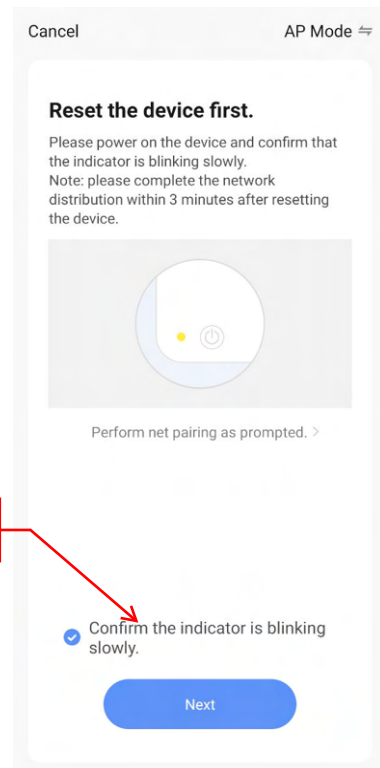 Cancel AP Mode ⇋
Reset the device first.
Please power on the device and confirm that
the indicator is blinking slowly.
Note: please complete the network
distribution within 3 minutes after resetting
the device.
Perform net pairing as prompted. >
Confirm the indicator is blinking
slowly.
Next